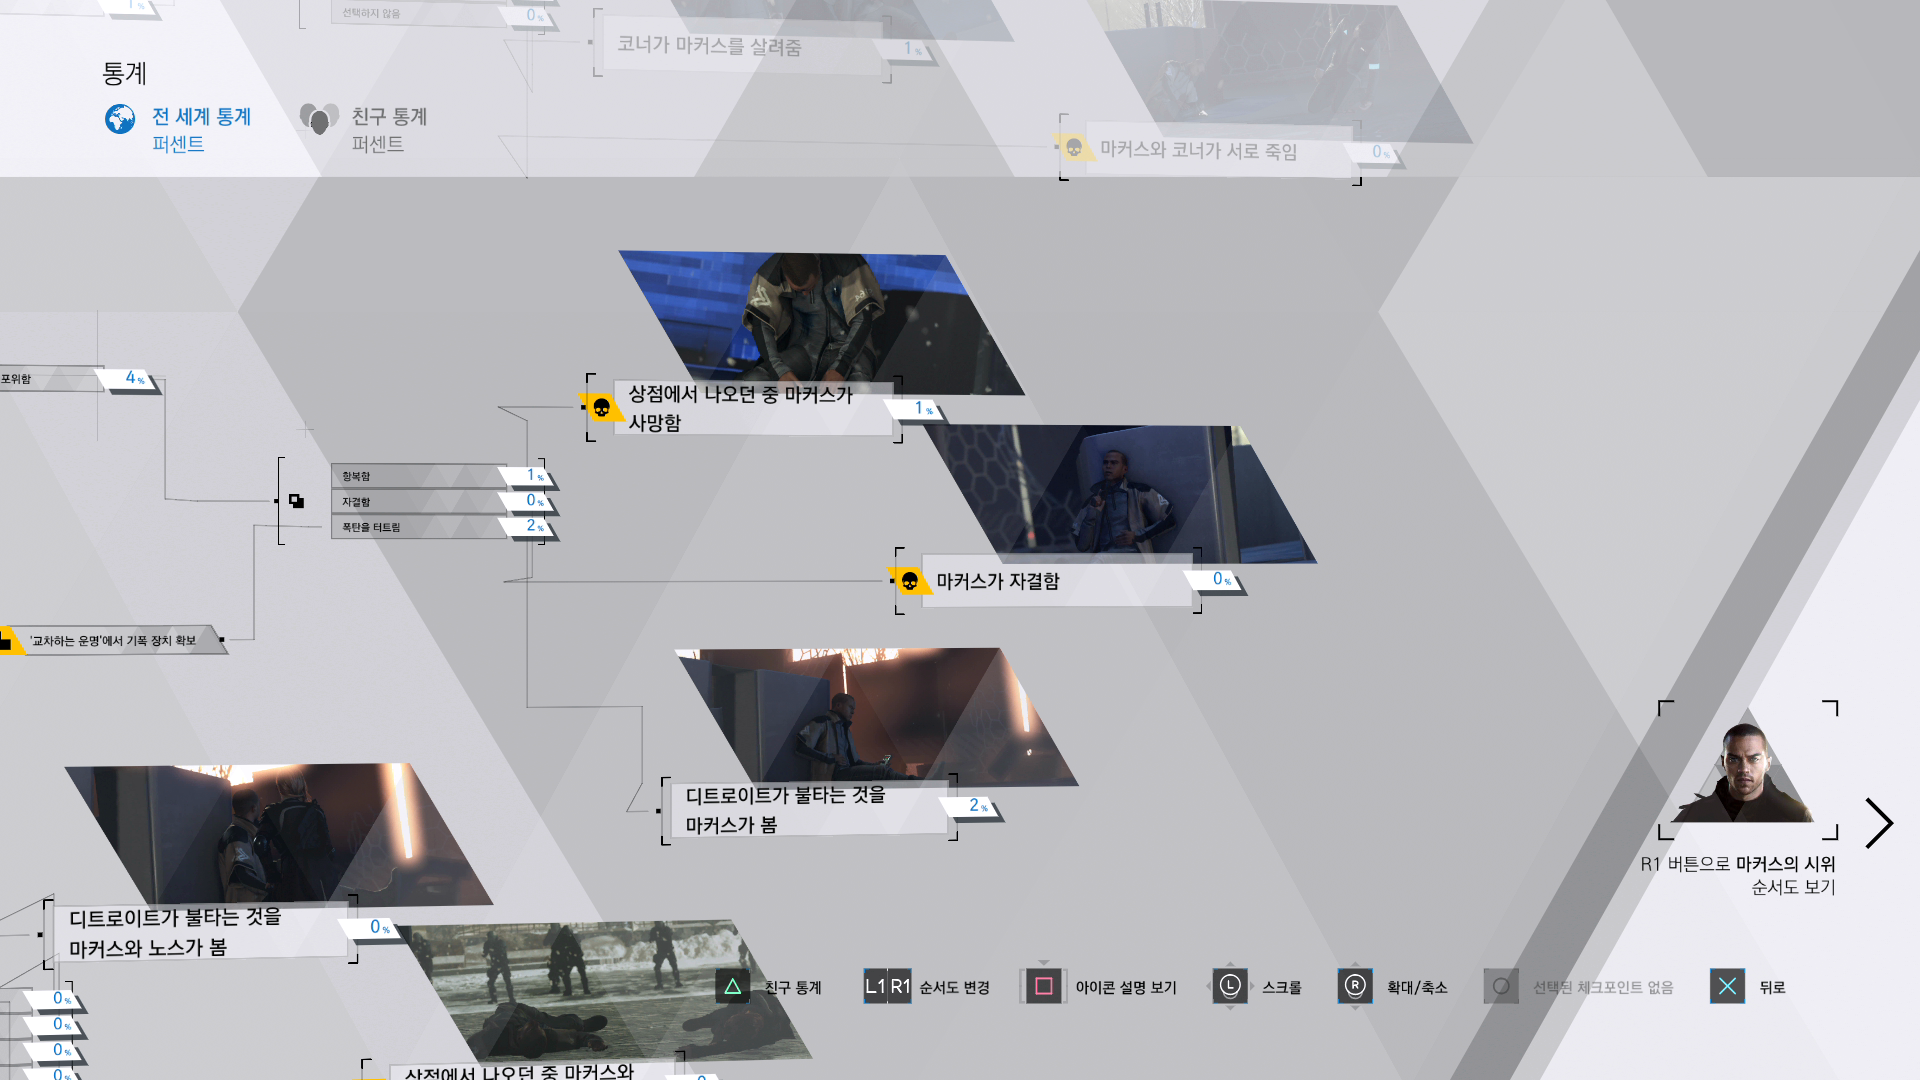 1%
선택하지 않음
0%
코너가 마커스를 살려줌
1%
통계
전 세계 통계
퍼센트
친구 통계
퍼센트
마커스와 코너가 서로 죽임
0%
포위함
4%
상점에서 나오던 중 마커스가
사망함
1%
항복함
1%
자결함
0%
폭탄을 터트림
2%
마커스가 자결함
0%
'교차하는 운명'에서 기폭 장치 확보
디트로이트가 불타는 것을
마커스가 봄
2%
R1 버튼으로 마커스의 시위
순서도 보기
디트로이트가 불타는 것을
마커스와 노스가 봄
0%
0%
0%
0%
0%
친구 통계
L1 R1 순서도 변경
아이콘 설명 보기
L 스크롤
R 확대/축소
선택된 체크포인트 없음
뒤로
상점에서 나오던 중 마커스와